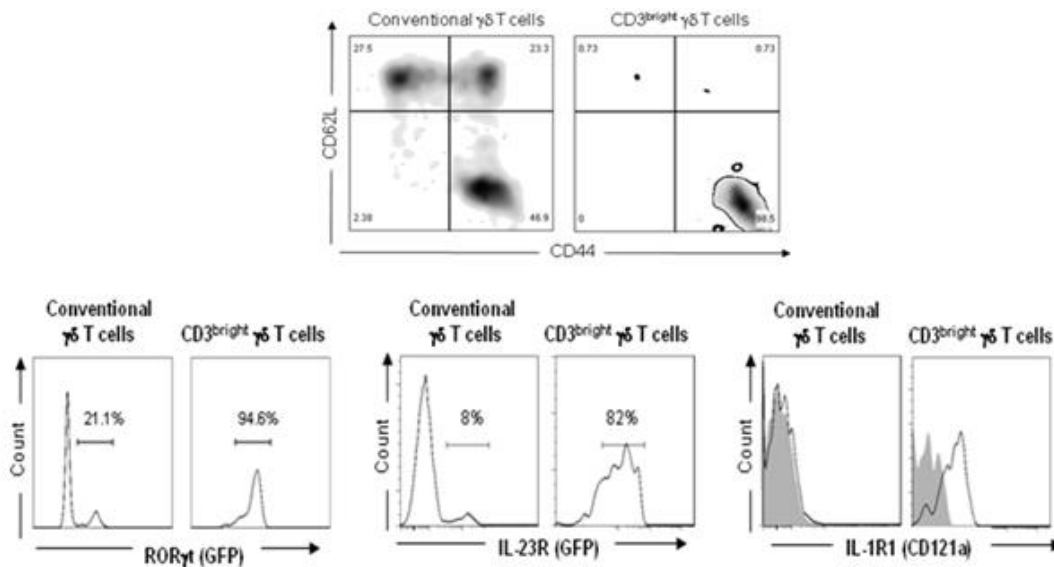 Conventional γδ T cells
CD3bright γδ T cells
CD62L
27.5
23.3
2.38
46.9
0.73
0.73
0
98.5
CD44
Conventional
γδ T cells
CD3bright γδ T cells
Count
21.1%
94.6%
RORγt (GFP)
Conventional
γδ T cells
CD3bright γδ T cells
Count
8%
82%
IL-23R (GFP)
Conventional
γδ T cells
CD3bright γδ T cells
Count
IL-1R1 (CD121a)